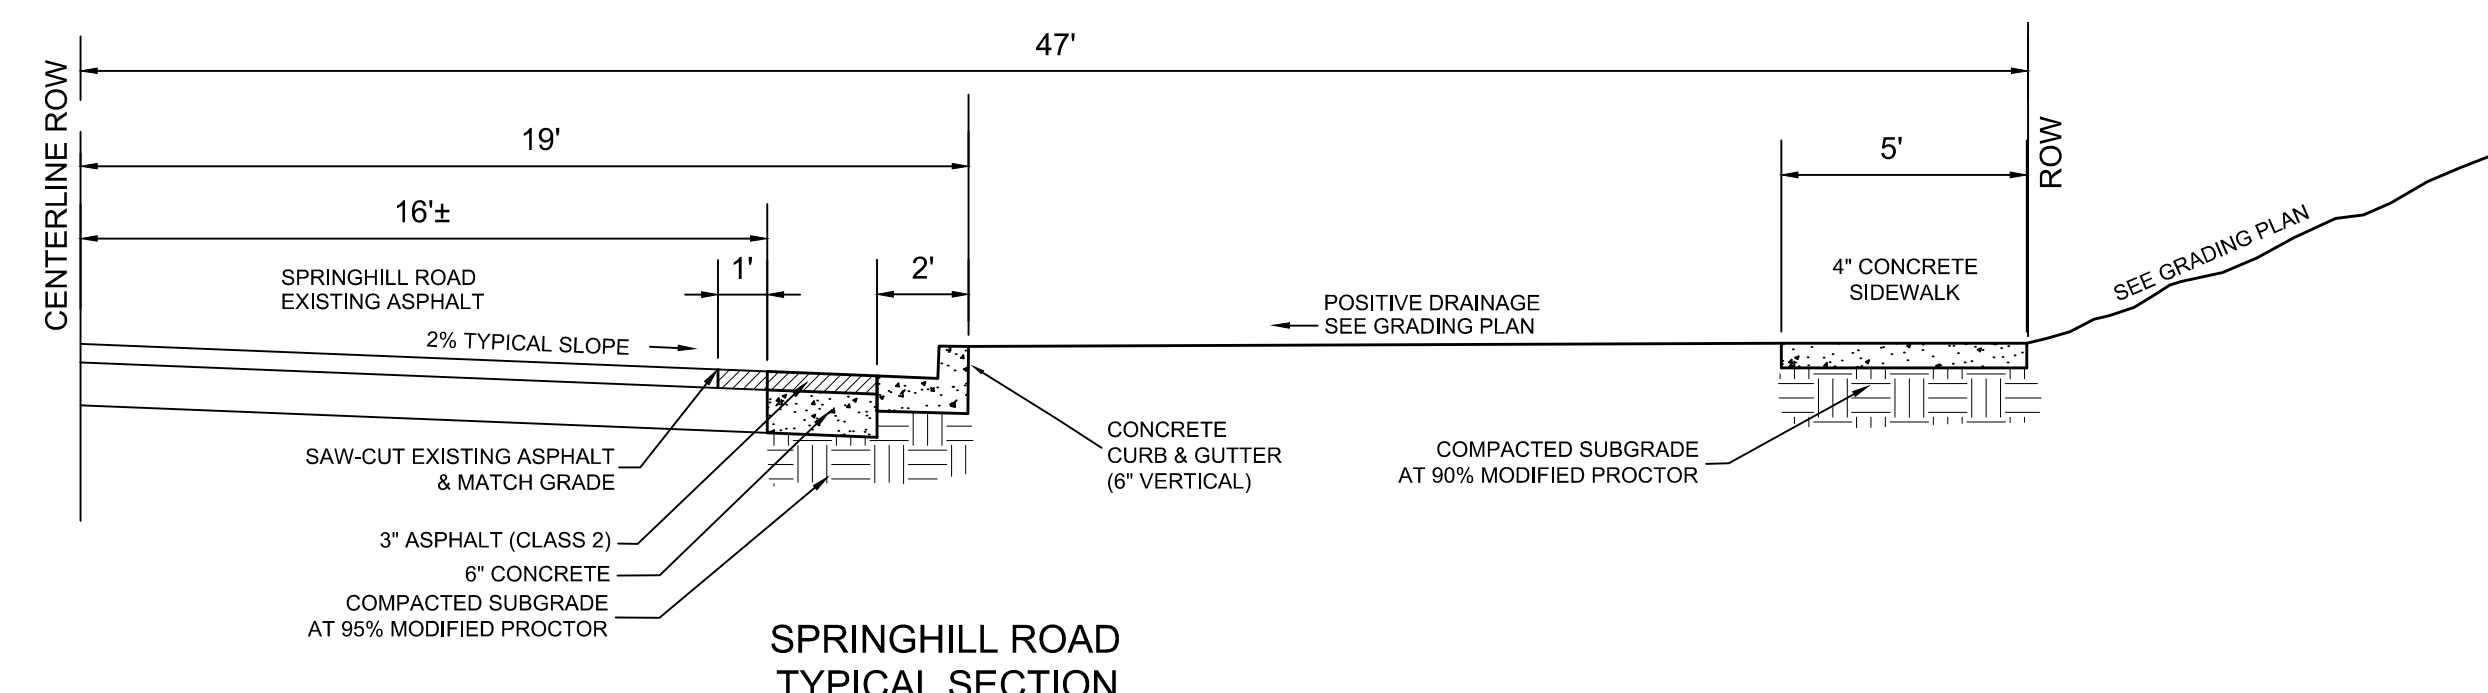 47'
CENTERLINE ROW
19'
5'
ROW
16'±
1'
2'
SPRINGHILL ROAD
EXISTING ASPHALT
4" CONCRETE
SIDEWALK
SEE GRADING PLAN
POSITIVE DRAINAGE
SEE GRADING PLAN
2% TYPICAL SLOPE
SAW-CUT EXISTING ASPHALT
& MATCH GRADE
CONCRETE
CURB & GUTTER
(6" VERTICAL)
COMPACTED SUBGRADE
AT 90% MODIFIED PROCTOR
3" ASPHALT (CLASS 2)
6" CONCRETE
COMPACTED SUBGRADE
AT 95% MODIFIED PROCTOR
SPRINGHILL ROAD
TYPICAL SECTION